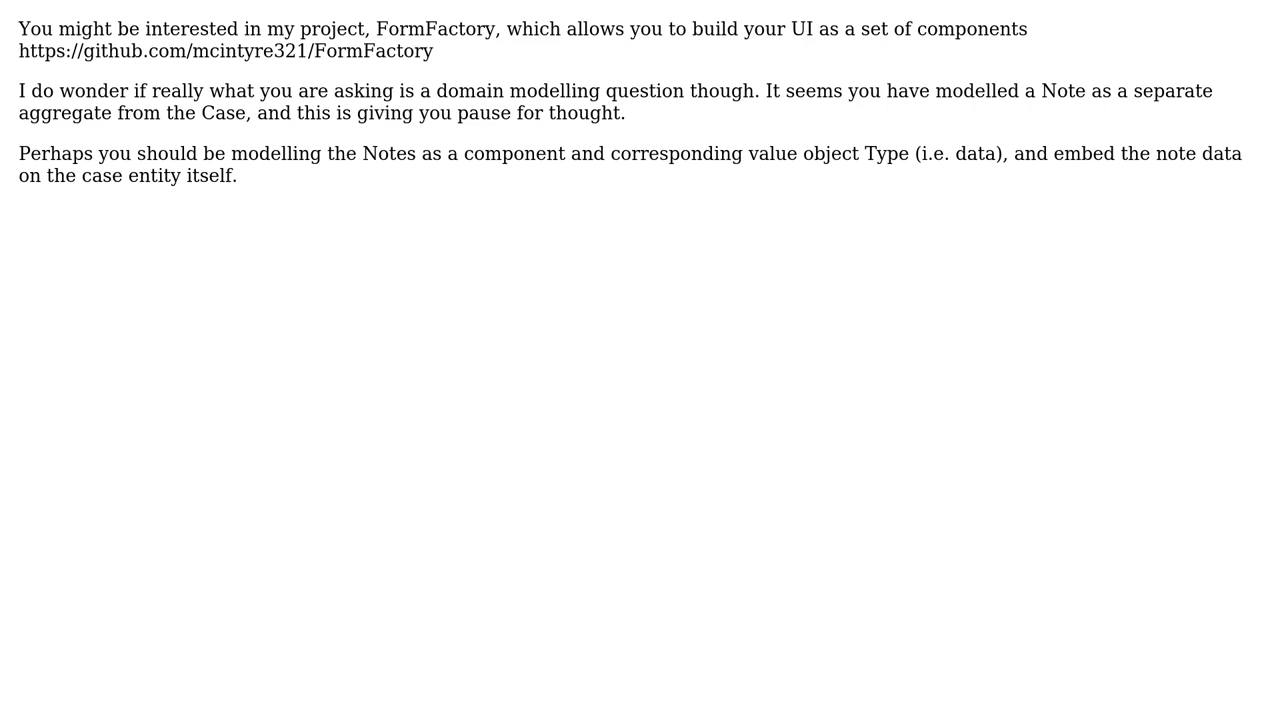 You might be interested in my project, FormFactory, which allows you to build your UI as a set of components
https://github.com/mcintyre321/FormFactory
I do wonder if really what you are asking is a domain modelling question though. It seems you have modelled a Note as a separate
aggregate from the Case, and this is giving you pause for thought.
Perhaps you should be modelling the Notes as a component and corresponding value object Type (i.e. data), and embed the note data
on the case entity itself.